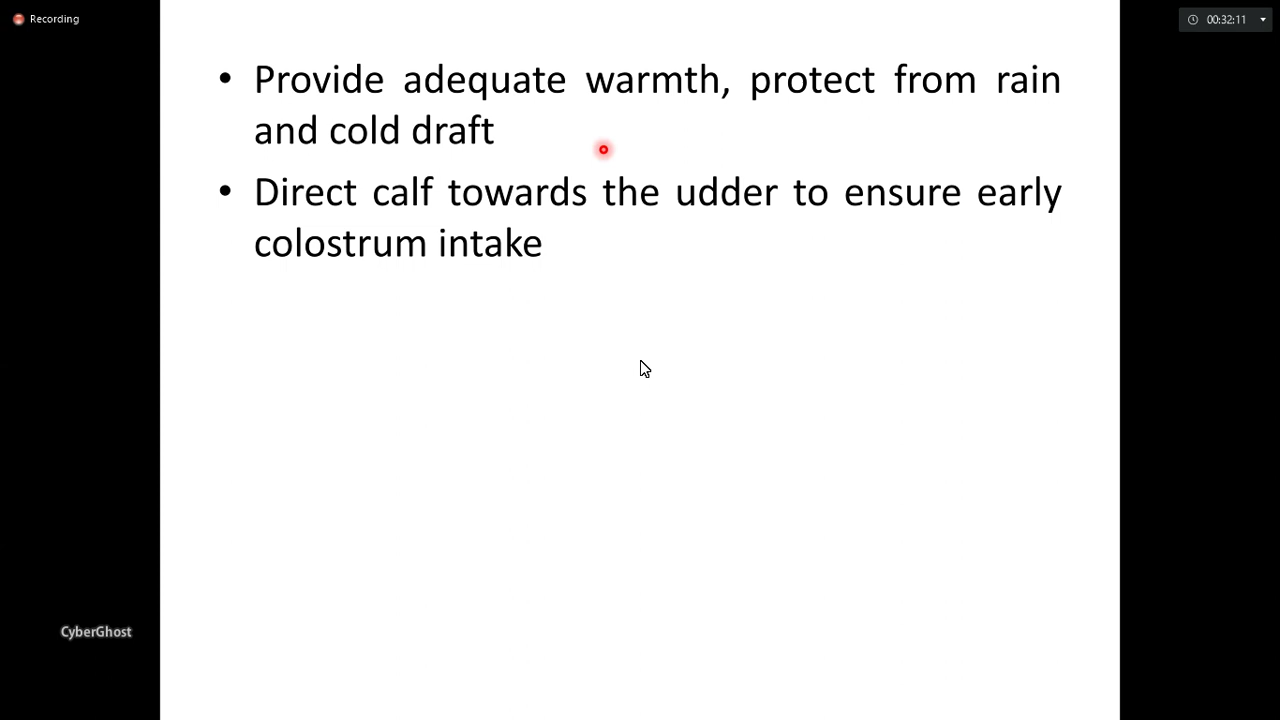 Recording
00:32:11
• Provide adequate warmth, protect from rain
and cold draft
• Direct calf towards the udder to ensure early
colostrum intake
CyberGhost